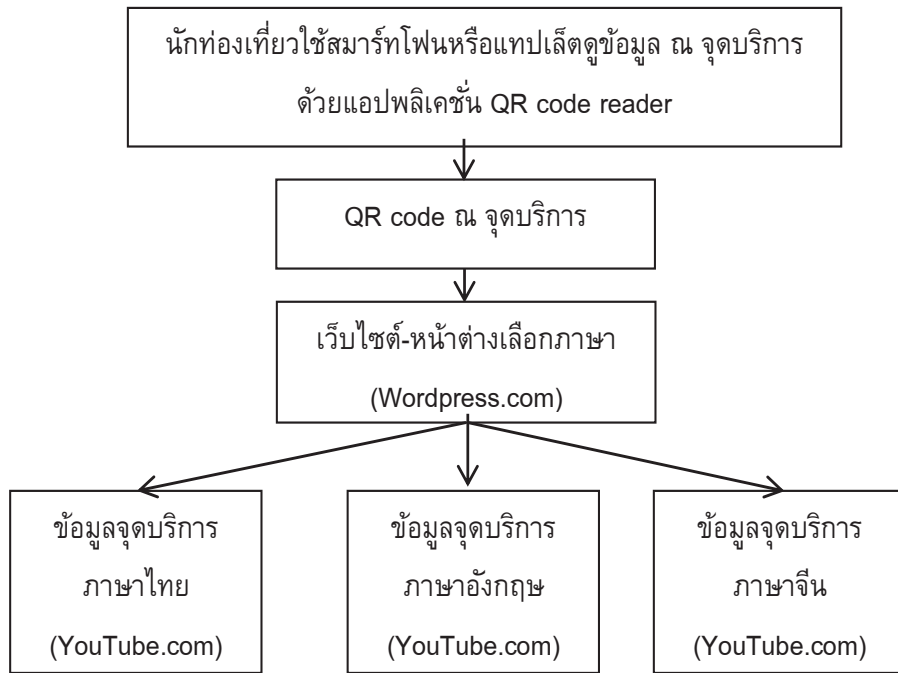 นักท่องเที่ยวใช้สมาร์ทโฟนหรือแทปเล็ตดูข้อมูล ณ จุดบริการ
ด้วยแอปพลิเคชั่น QR code reader
QR code ณ จุดบริการ
เว็บไซต์-หน้าต่างเลือกภาษา
(Wordpress.com)
ข้อมูลจุดบริการ
ภาษาไทย
(YouTube.com)
ข้อมูลจุดบริการ
ภาษาอังกฤษ
(YouTube.com)
ข้อมูลจุดบริการ
ภาษาจีน
(YouTube.com)